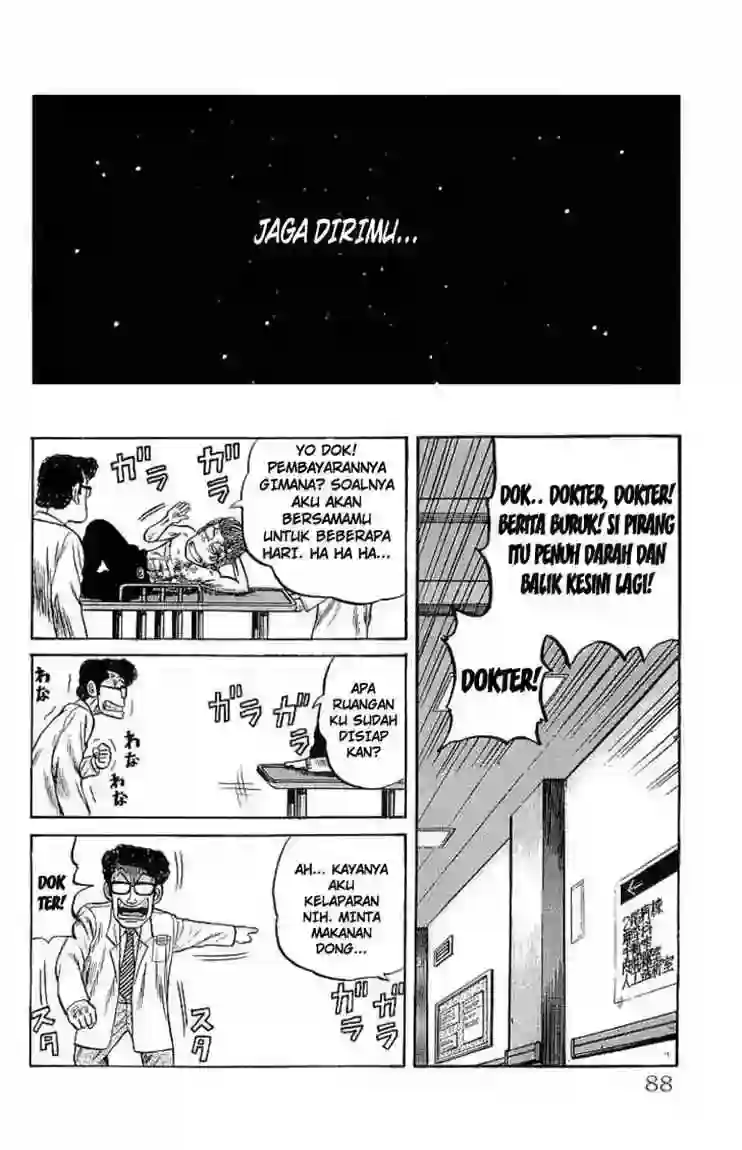 JAGA DIRIMU...
DOK.. DOKTER, DOKTER!
BERITA BURUK! SI PIRANG
ITU PENUH DARAH DAN
BALIK KESINI LAGI!
DOKTER!
YO DOK!
PEMBAYARANNYA
GIMANA? SOALNYA
AKU AKAN
BERSAMAMU
UNTUK BEBERAPA
HARI. HA HA HA...
ガラ
ガラ
APA
RUANGAN
KU SUDAH
DISIAP
KAN?
ガラ
ガラ
わな
わな
わな
DOK
TER!
AH... KAYANYA
AKU
KELAPARAN
NIH. MINTA
MAKANAN
DONG...
ガラ
ガラ
スタ
スタ
88